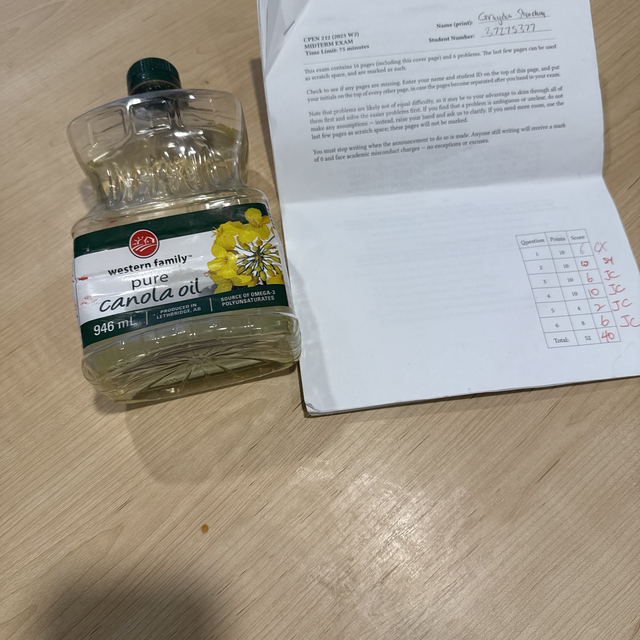 western family™
pure
canola oil
946 mL
PRODUCED IN
LETHBRIDGE, AB
SOURCE OF OMEGA-3
POLYUNSATURATES
CPEN 212 (2023 W2)
MIDTERM EXAM
Time Limit: 75 minutes
Name (print):
Student Number:
This exam contains 16 pages (including this cover page) and 6 problems. The last few pages can be used
as scratch space, and are not marked as such.
Check to see if any pages are missing. Enter your name and student ID on the top of this page, and put
your initials on the top of every other page, in case the pages become separated after you hand in your exam.
Note that problems are likely not of equal difficulty, so it may be to your advantage to skim through all of
them first and solve the easier problems first. If you find that a problem is ambiguous or unclear, do not
make any assumptions — instead, raise your hand and ask us to clarify. If you need more room, use the
last few pages as scratch space; these pages will not be marked.
You must stop writing when the announcement to do so is made. Anyone still writing will receive a mark
of 0 and face academic misconduct charges — no exceptions or excuses.
Question Points Score
1 10 6
2 10
3 10 6 JC
4 10 10 JC
5 4 2 JC
6 8 6 JC
Total: 52 40